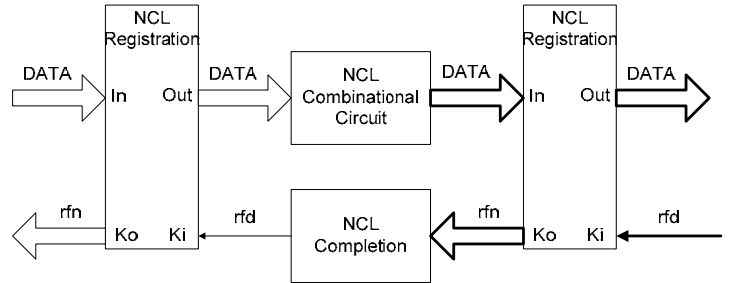 NCL
Registration
NCL
Registration
DATA
DATA
NCL
Combinational
Circuit
DATA
DATA
In
Out
In
Out
rfn
rfd
NCL
Completion
rfn
rfd
Ko
Ki
Ko
Ki